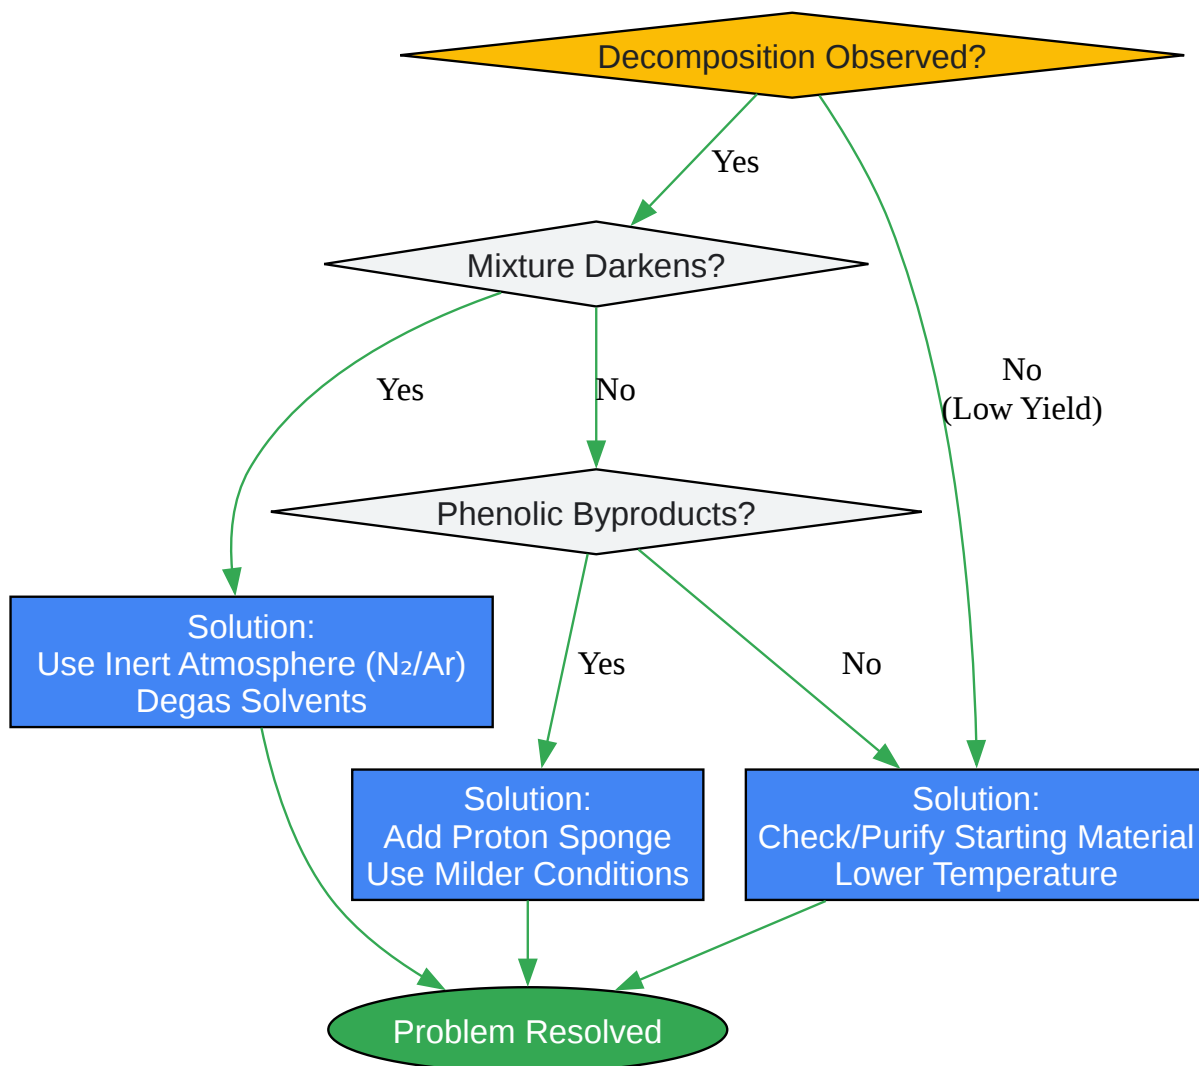 Decomposition Observed?
Yes
Mixture Darkens?
Yes
No
No
(Low Yield)
Phenolic Byproducts?
Solution:
Use Inert Atmosphere (N₂/Ar)
Degas Solvents
Yes
No
Solution:
Add Proton Sponge
Use Milder Conditions
Solution:
Check/Purify Starting Material
Lower Temperature
Problem Resolved